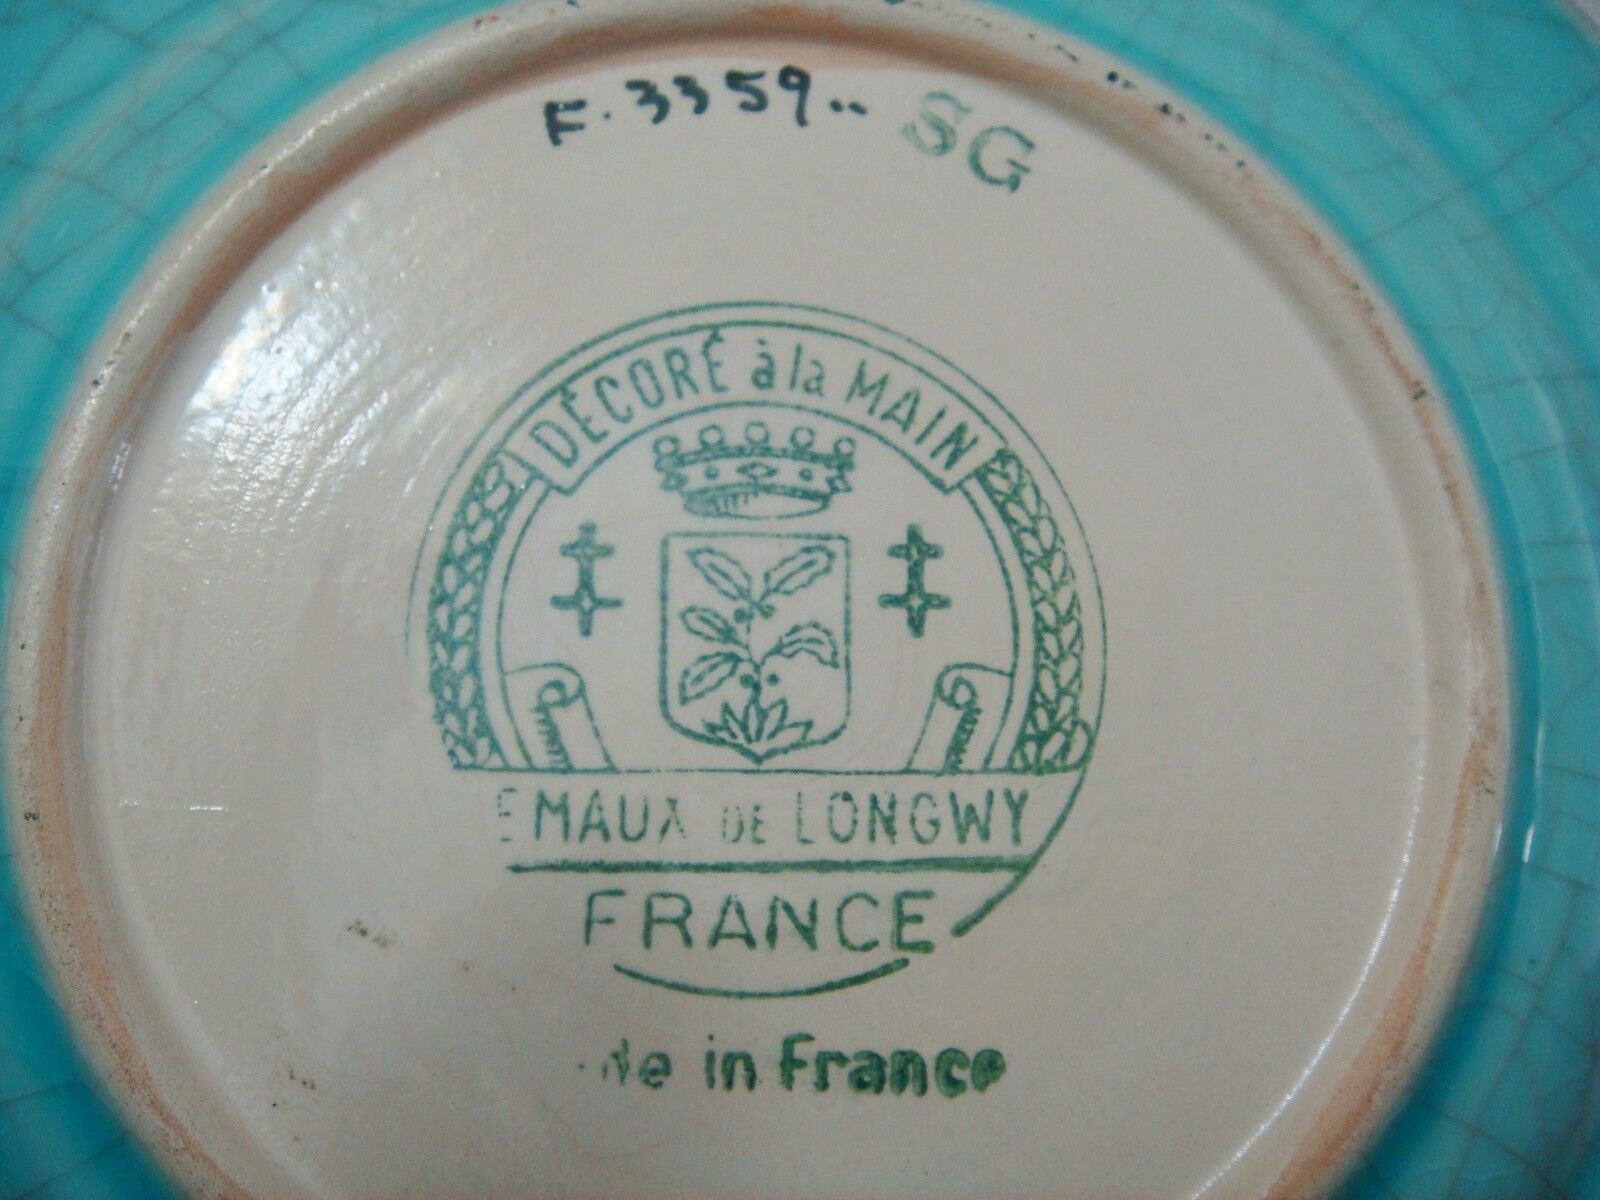 F.3359.. SG
DÉCORÉ à la MAIN
EMAUX DE LONGWY
FRANCE
in France